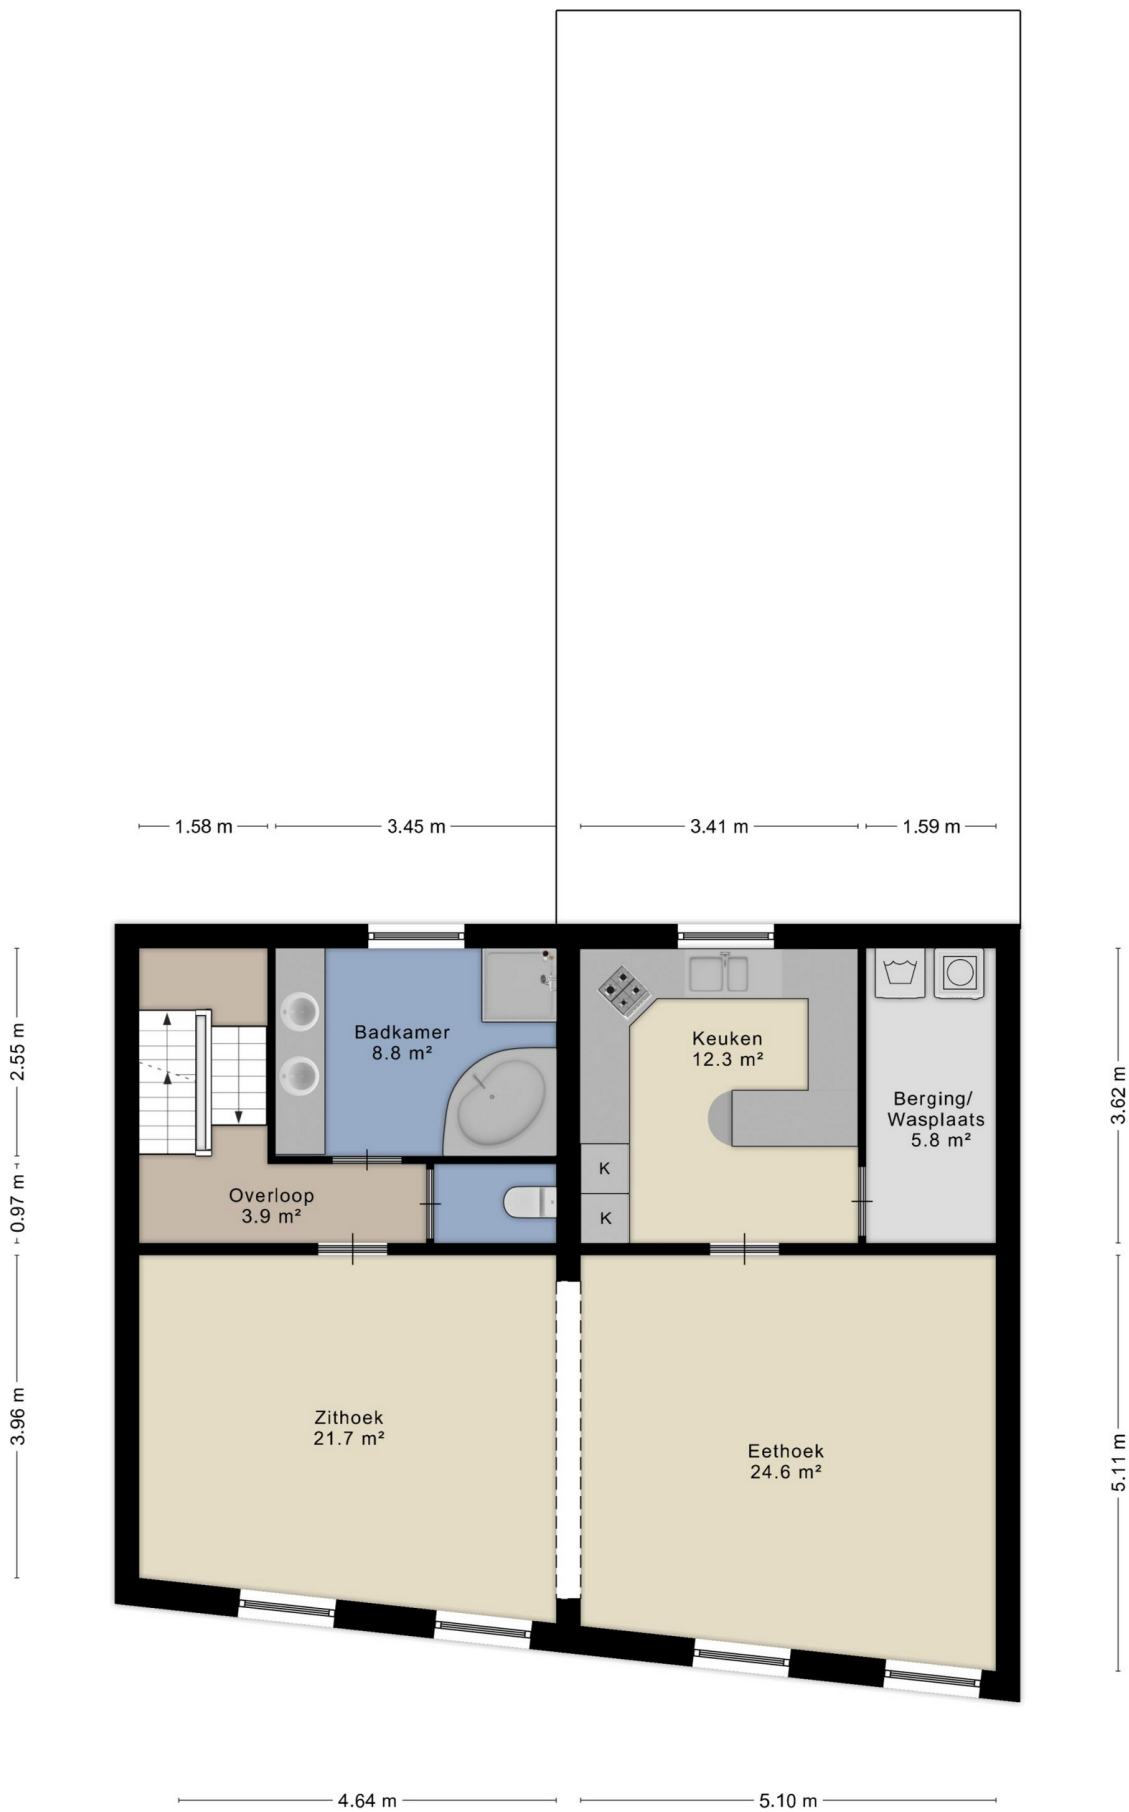 1.58 m
3.45 m
3.41 m
1.59 m
2.55 m
0.97 m
3.96 m
Badkamer
8.8 m²
Keuken
12.3 m²
Berging/
Wasplaats
5.8 m²
3.62 m
Overloop
3.9 m²
K
K
Zithoek
21.7 m²
Eethoek
24.6 m²
5.11 m
4.64 m
5.10 m